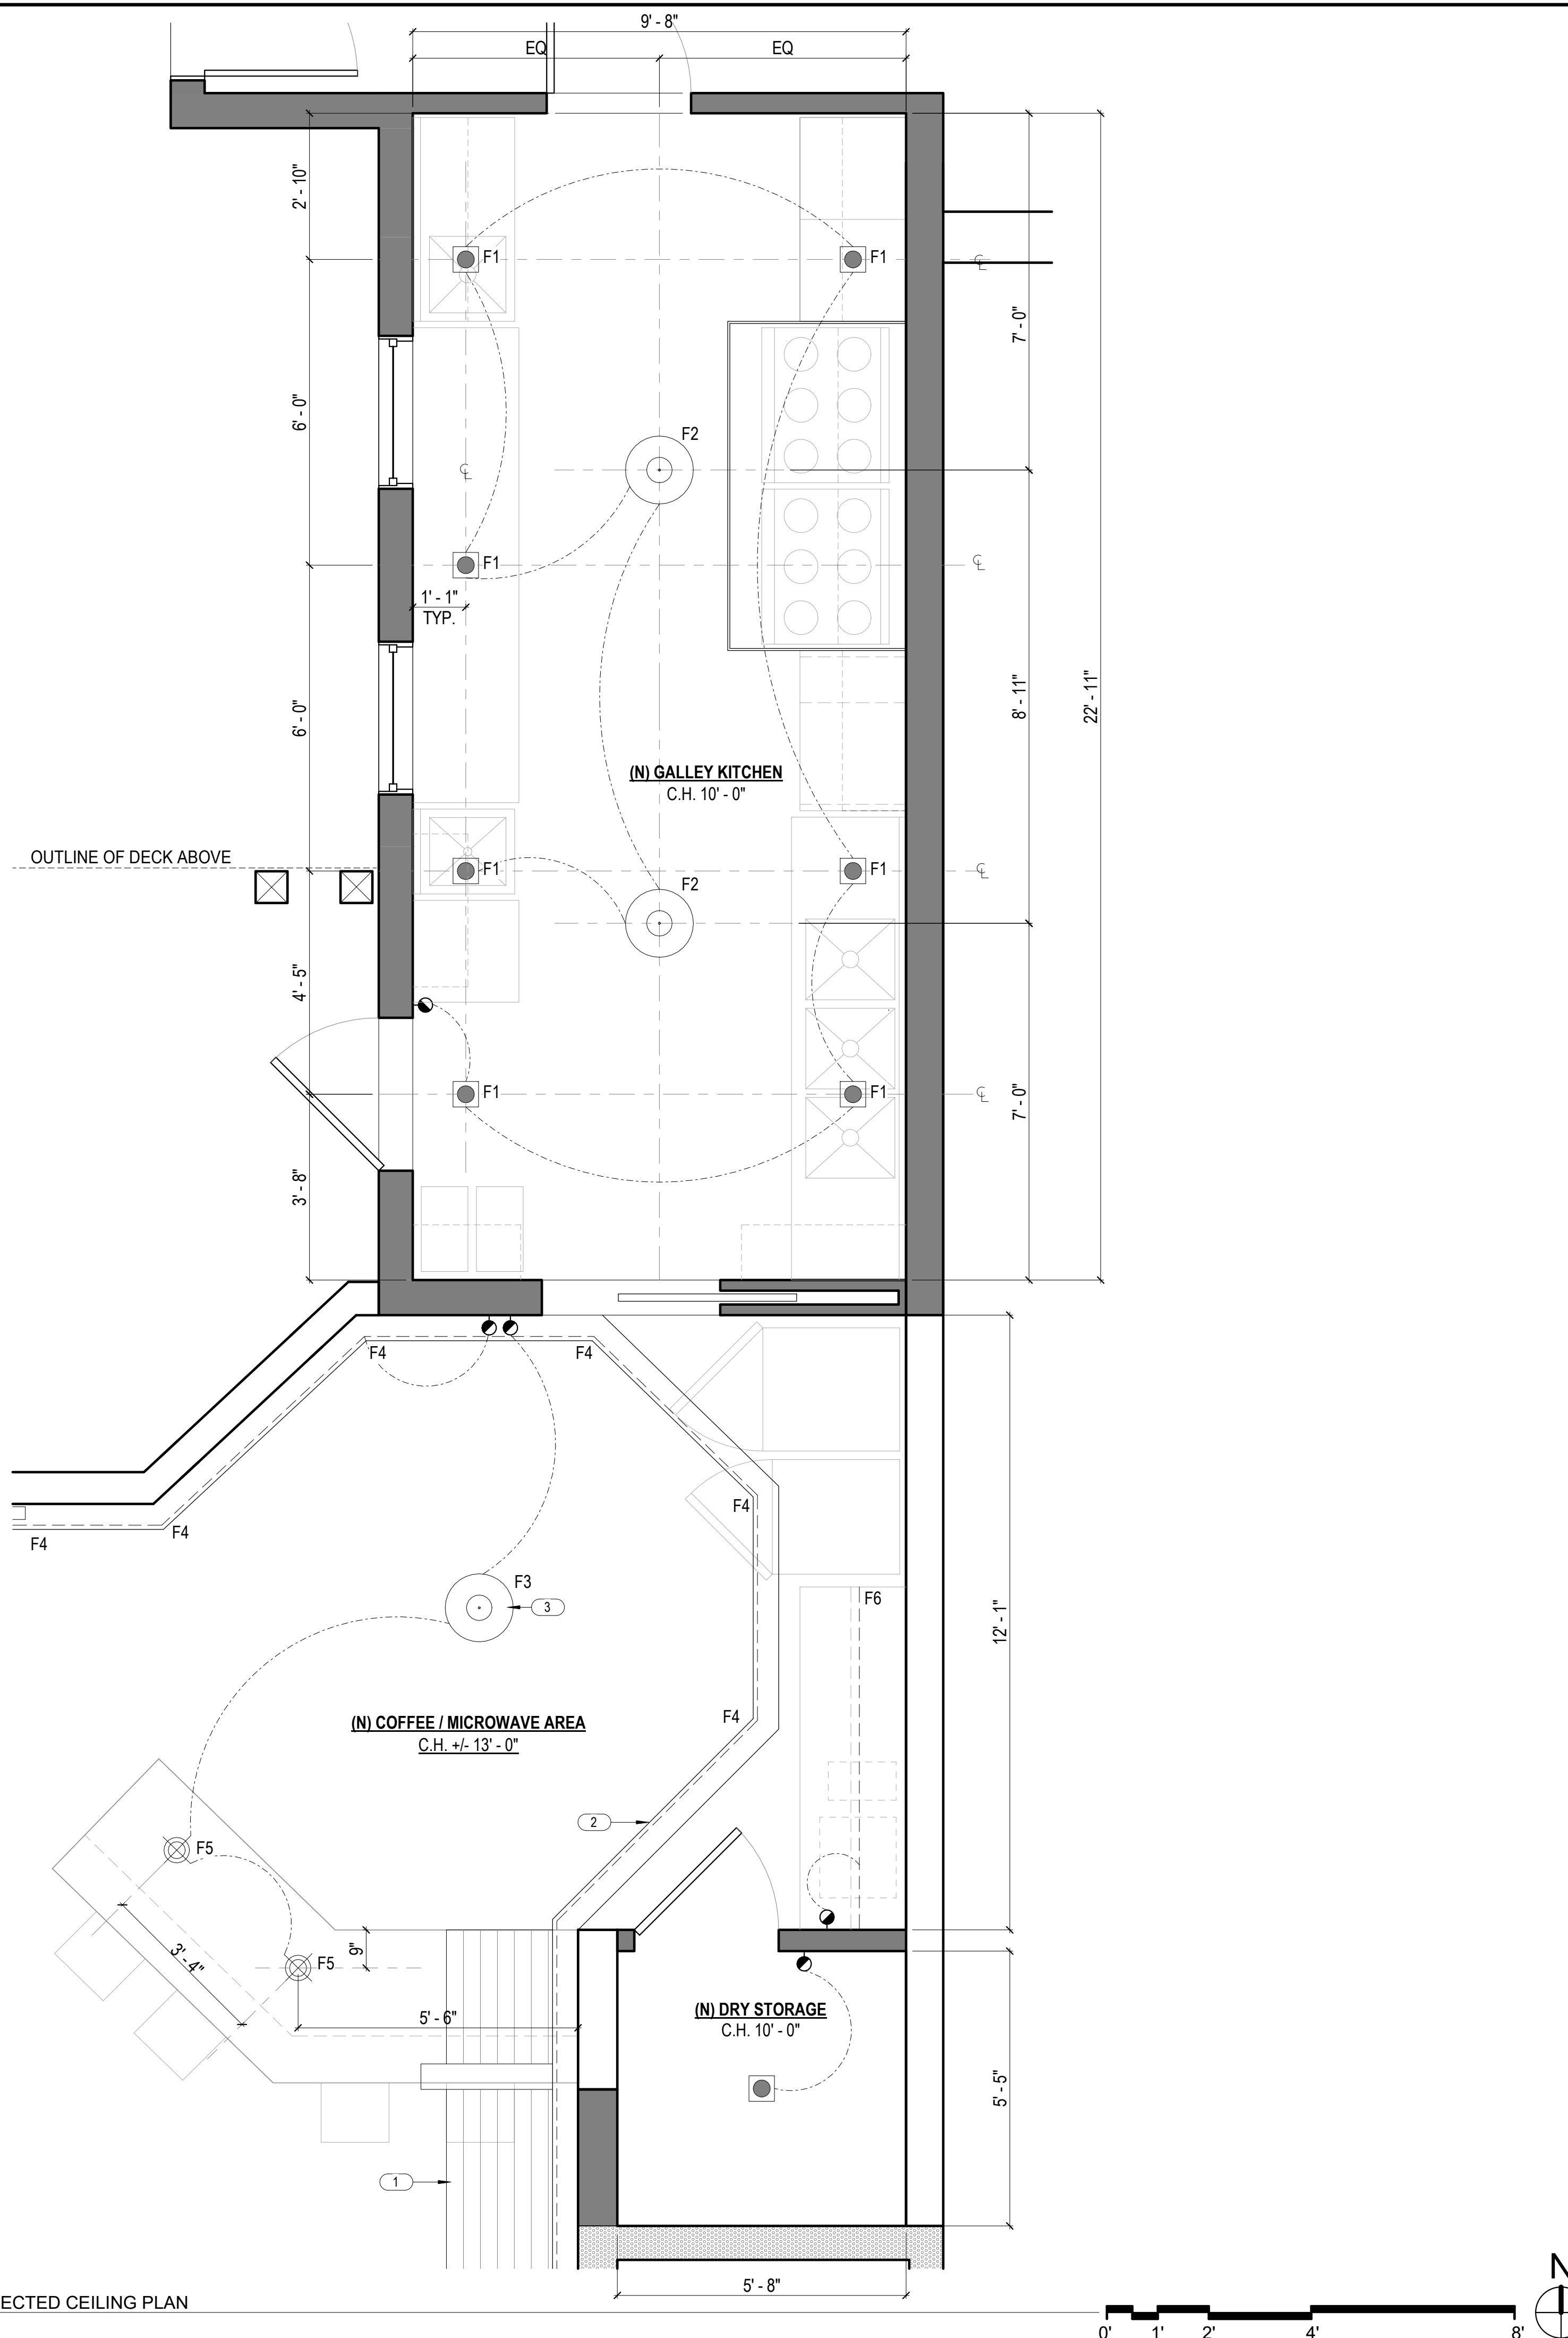 9' - 8"
EQ
EQ
2' - 10"
F1
F1
℄
7' - 0"
6' - 0"
F2
℄
F1
℄
1' - 1"
TYP.
8' - 11"
22' - 11"
6' - 0"
(N) GALLEY KITCHEN
C.H. 10' - 0"
OUTLINE OF DECK ABOVE
F1
F1
℄
F2
4' - 5"
F1
F1
℄
7' - 0"
3' - 8"
F4
F4
F4
F4
F4
F3
3
F6
12' - 1"
(N) COFFEE / MICROWAVE AREA
C.H. +/- 13' - 0"
F4
2
F5
9"
3' - 4"
F5
5' - 6"
(N) DRY STORAGE
C.H. 10' - 0"
5' - 5"
1
5' - 8"
ECTED CEILING PLAN
0'
1'
2'
4'
8'